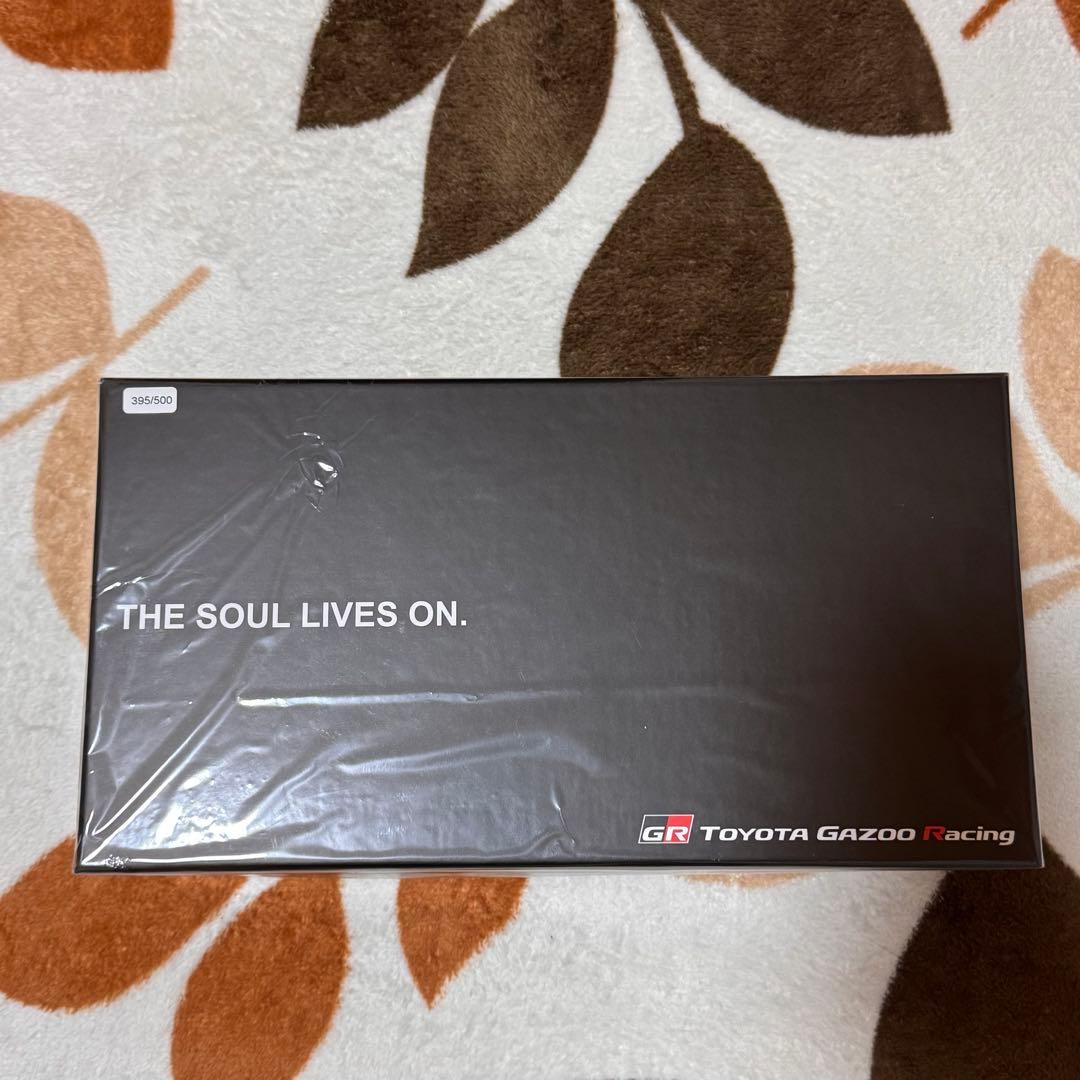 395/500
THE SOUL LIVES ON.
GR TOYOTA GAZOO Racing